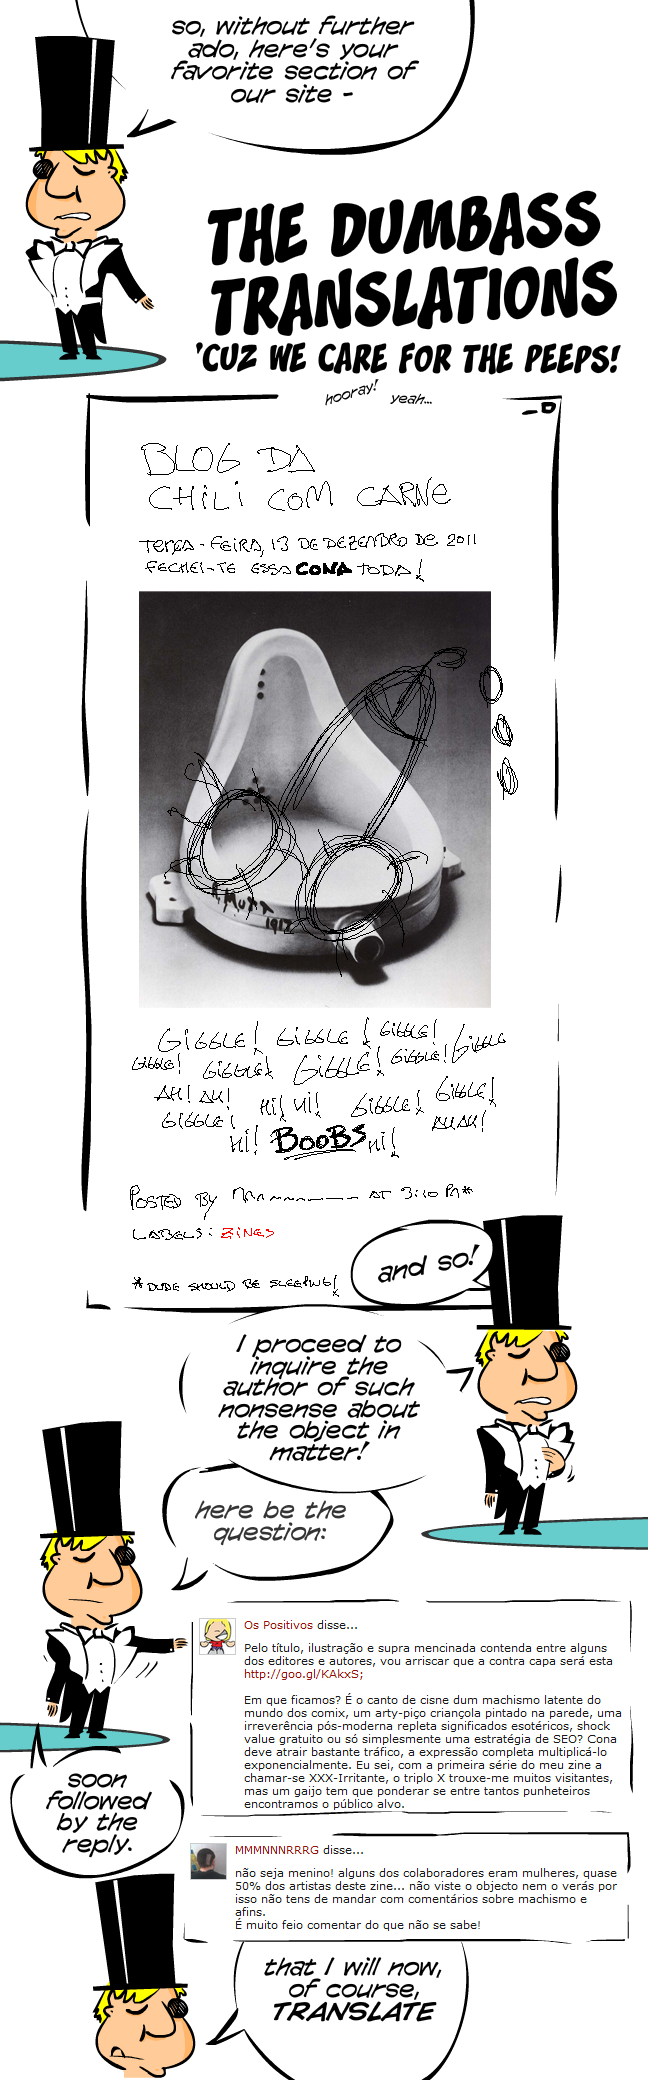 so, without further
ado, here's your
favorite section of
our site -
THE DUMBASS
TRANSLATIONS
'CUZ WE CARE FOR THE PEEPS!
hooray! yeah...
BLOG DA
CHILI COM CARNE
TERÇA-FEIRA, 13 DE DEZEMBRO DE 2011
FECHEI-TE ESSA CONA TODA!
R. MUTT
1917
GIGGLE! GIGGLE! GIGGLE!
GIGGLE! GIGGLE! GIGGLE! GIGGLE! GIGGLE
AH! AH! HI! HI! GIGGLE! GIGGLE!
GIGGLE! HI! BOOBS HI! AHAH!
POSTED BY AT 3:10 PM*
LABELS: ZINES
*DUDE SHOULD BE SLEEPING!
and so!
I proceed to
inquire the
author of such
nonsense about
the object in
matter!
here be the
question:
Os Positivos disse...
Pelo título, ilustração e supra mencinada contenda entre alguns
dos editores e autores, vou arriscar que a contra capa será esta
http://goo.gl/KAkxS;
Em que ficamos? É o canto de cisne dum machismo latente do
mundo dos comix, um arty-piço criançola pintado na parede, uma
irreverência pós-moderna repleta significados esotéricos, shock
value gratuito ou só simplesmente uma estratégia de SEO? Cona
deve atrair bastante tráfico, a expressão completa multiplicá-lo
exponencialmente. Eu sei, com a primeira série do meu zine a
chamar-se XXX-Irritante, o triplo X trouxe-me muitos visitantes,
mas um gaijo tem que ponderar se entre tantos punheteiros
encontramos o público alvo.
soon
followed
by the
reply.
MMMNNNRRRG disse...
não seja menino! alguns dos colaboradores eram mulheres, quase
50% dos artistas deste zine... não viste o objecto nem o verás por
isso não tens de mandar com comentários sobre machismo e
afins.
É muito feio comentar do que não se sabe!
that I will now,
of course,
TRANSLATE